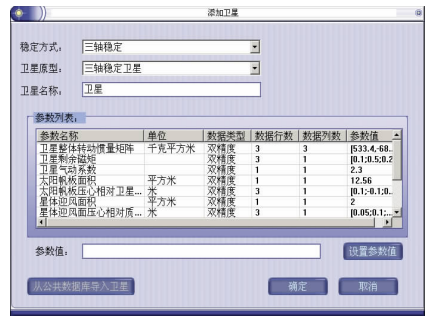 添加卫星
稳定方式: 三轴稳定
卫星原型: 三轴稳定卫星
卫星名称: 卫星
参数列表:
参数名称 单位 数据类型 数据行数 数据列数 参数值
卫星整体转动惯量矩阵 千克平方米 双精度 3 3 [533.4,-68..
卫星剩余磁矩 双精度 3 1 [0.1;0.5;0.2
卫星气动系数 双精度 1 1 2.3
太阳帆板面积 平方米 双精度 1 1 12.56
太阳帆板压心相对卫星... 米 双精度 3 1 [0.1;-0.1;0..
星体迎风面积 平方米 双精度 1 1 2
星体迎风面压心相对质... 米 双精度 3 1 [0.05;0.1;...
参数值:
设置参数值
从公共数据库导入卫星 确定 取消